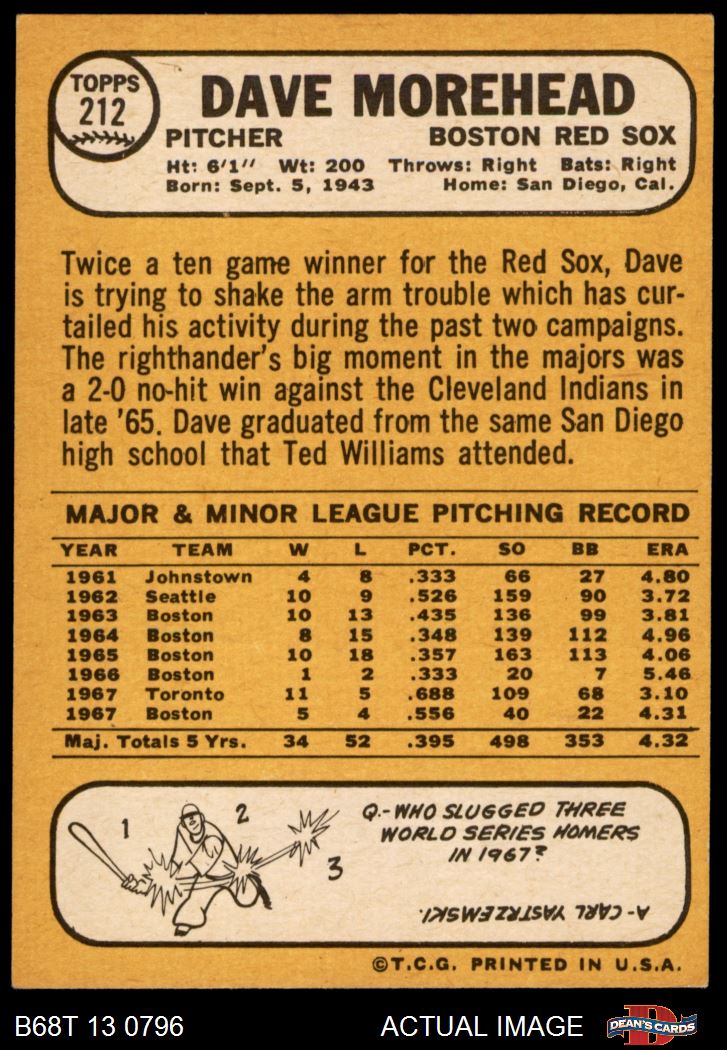 TOPPS
212
DAVE MOREHEAD
PITCHER BOSTON RED SOX
Ht: 6'1" Wt: 200 Throws: Right Bats: Right
Born: Sept. 5, 1943 Home: San Diego, Cal.
Twice a ten game winner for the Red Sox, Dave
is trying to shake the arm trouble which has cur-
tailed his activity during the past two campaigns.
The righthander's big moment in the majors was
a 2-0 no-hit win against the Cleveland Indians in
late '65. Dave graduated from the same San Diego
high school that Ted Williams attended.
MAJOR & MINOR LEAGUE PITCHING RECORD
YEAR TEAM W L PCT. SO BB ERA
1961 Johnstown 4 8 .333 66 27 4.80
1962 Seattle 10 9 .526 159 90 3.72
1963 Boston 10 13 .435 136 99 3.81
1964 Boston 8 15 .348 139 112 4.96
1965 Boston 10 18 .357 163 113 4.06
1966 Boston 1 2 .333 20 7 5.46
1967 Toronto 11 5 .688 109 68 3.10
1967 Boston 5 4 .556 40 22 4.31
Maj. Totals 5 Yrs. 34 52 .395 498 353 4.32
1 2 3
Q.-WHO SLUGGED THREE
WORLD SERIES HOMERS
IN 1967?
A-CARL YASTRZEMSKI.
©T.C.G. PRINTED IN U.S.A.
B68T 13 0796 ACTUAL IMAGE DEAN'S CARDS